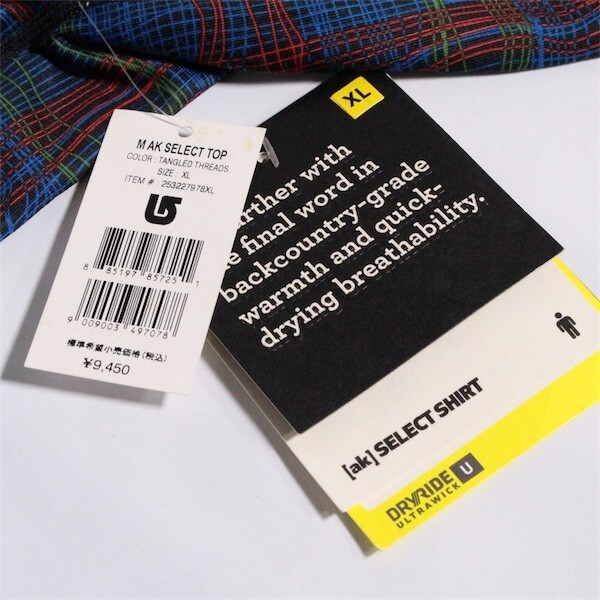 M AK SELECT TOP
COLOR : TANGLED THREADS
SIZE : XL
ITEM # : 253227978XL
8 85197 85725 1
9 009003 497078
標準希望小売価格(税込)
¥9,450
XL
further with
final word in
backcountry-grade
warmth and quick-
drying breathability.
[ak] SELECT SHIRT
DRYRIDE U
ULTRAWICK